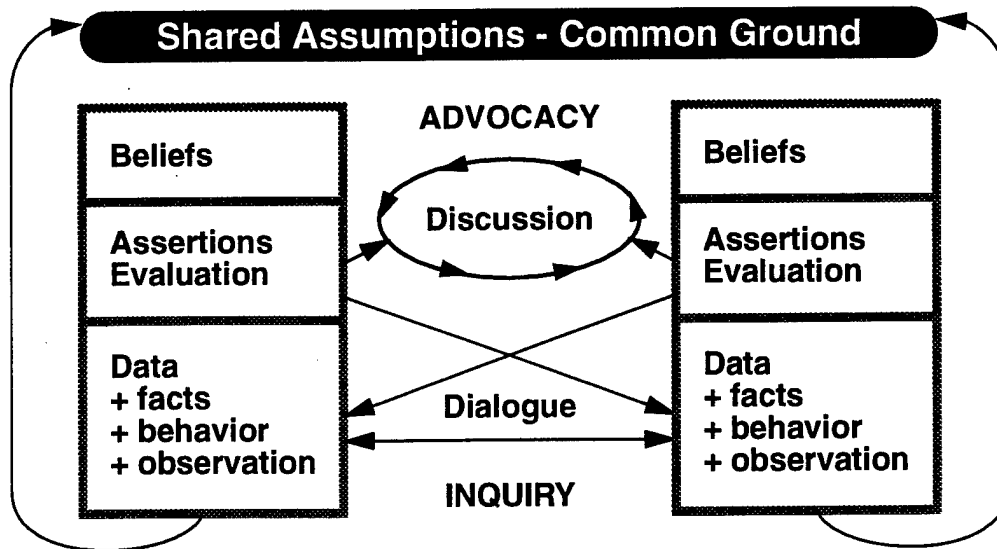 Shared Assumptions - Common Ground
Beliefs
Assertions
Evaluation
Data
+ facts
+ behavior
+ observation
ADVOCACY
Discussion
Dialogue
INQUIRY
Beliefs
Assertions
Evaluation
Data
+ facts
+ behavior
+ observation